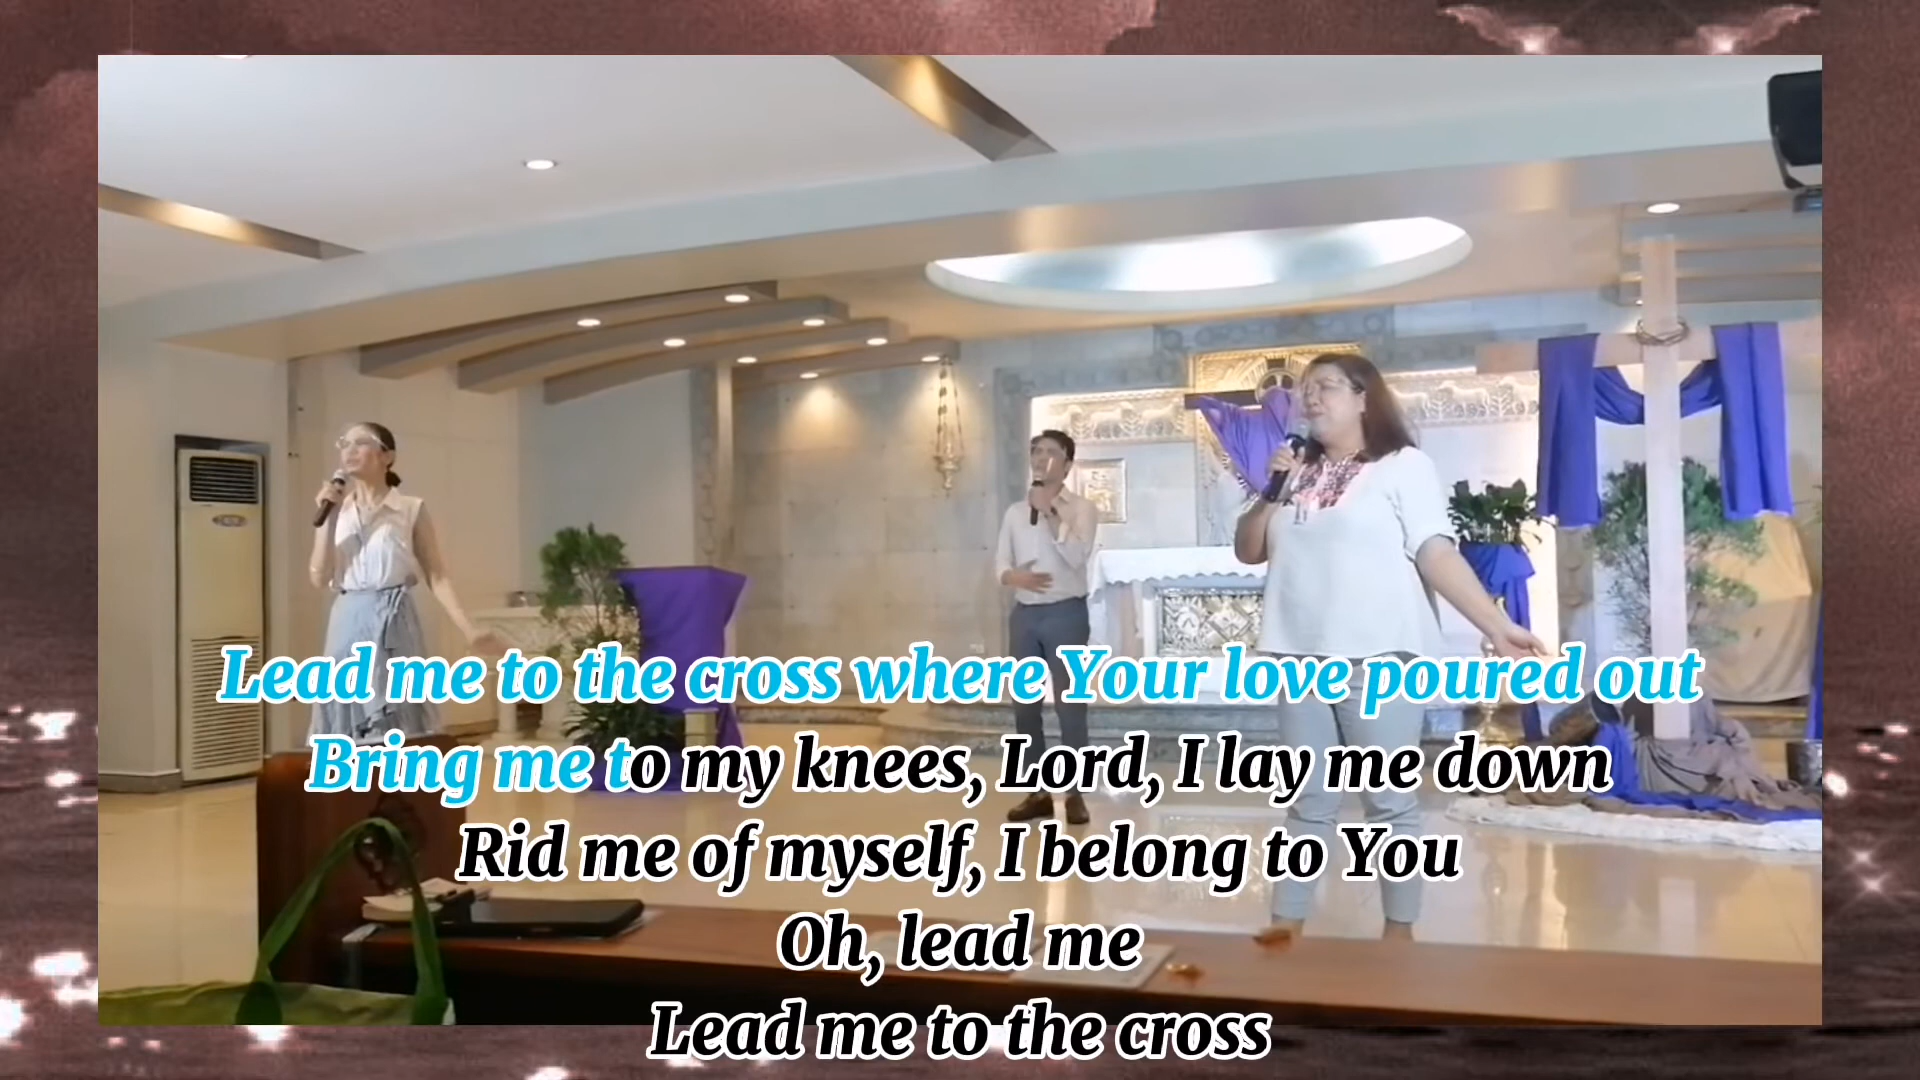 Lead me to the cross where Your love poured out
Bring me to my knees, Lord, I lay me down
Rid me of myself, I belong to You
Oh, lead me
Lead me to the cross